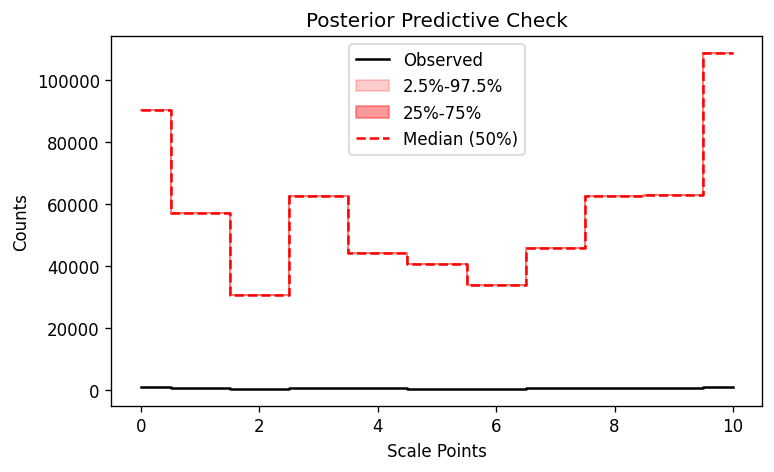 Posterior Predictive Check
Observed
2.5%-97.5%
25%-75%
Median (50%)
Counts
100000
80000
60000
40000
20000
0
0 2 4 6 8 10
Scale Points